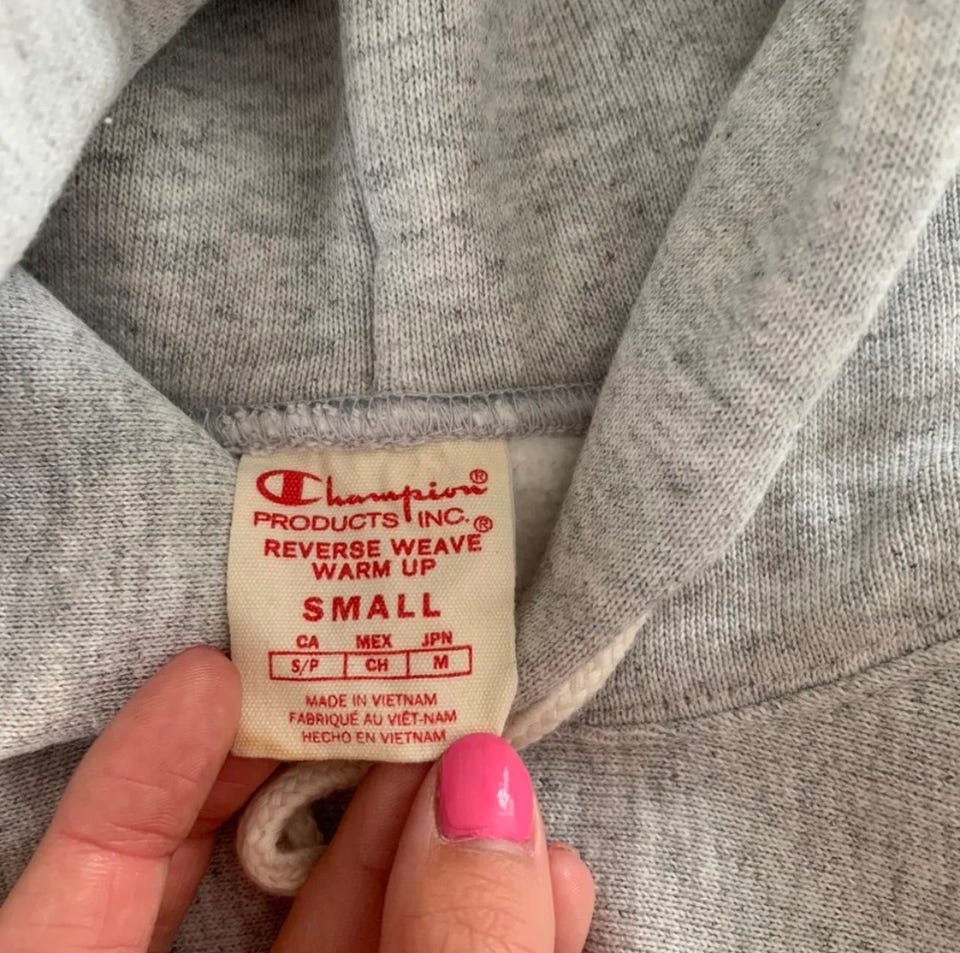 Champion®
PRODUCTS INC.®
REVERSE WEAVE
WARM UP
SMALL
CA MEX JPN
S/P CH M
MADE IN VIETNAM
FABRIQUÉ AU VIÊT-NAM
HECHO EN VIETNAM